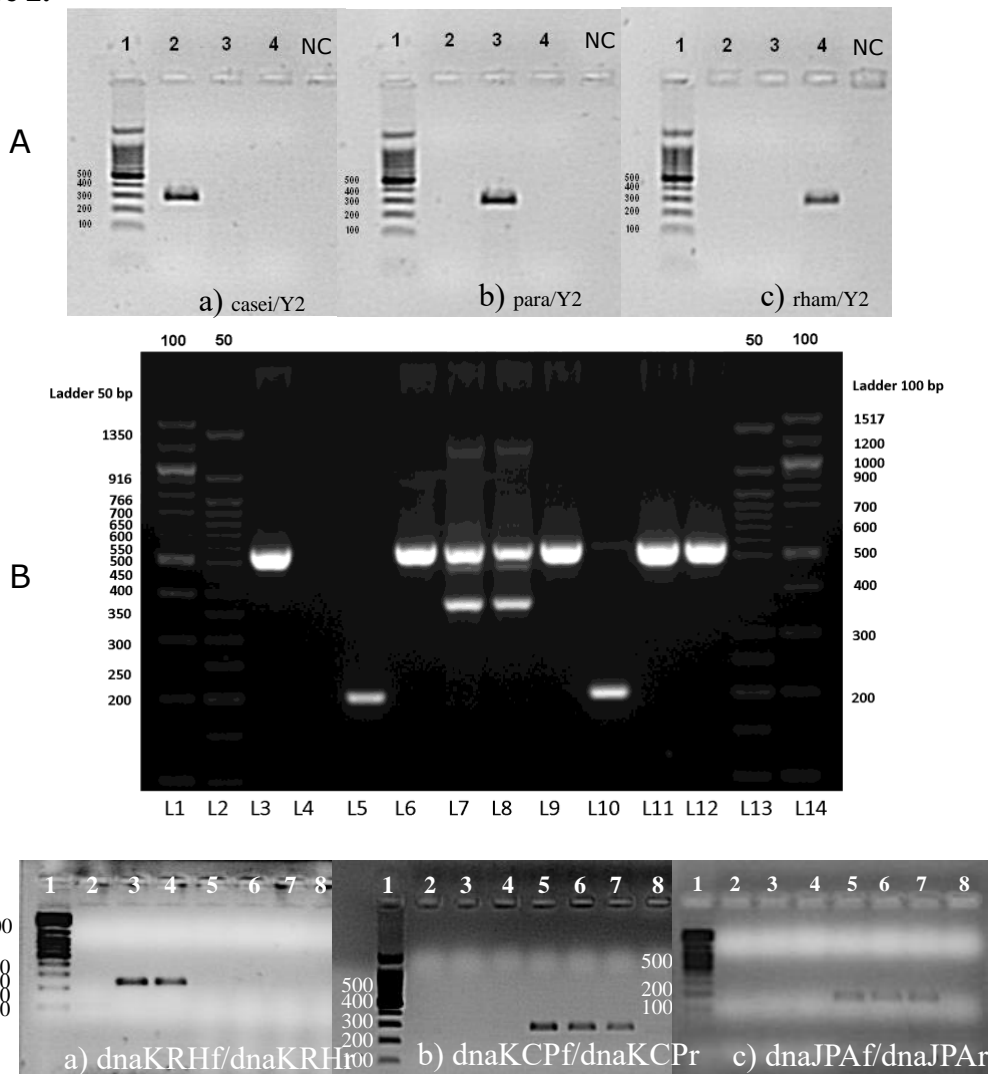 1 2 3 4 NC 1 2 3 4 NC 1 2 3 4 NC
A
500 500 500
400 400 400
300 300 300
200 200 200
100 100 100
a) casei/Y2 b) para/Y2 c) rham/Y2
100 50 50 100
Ladder 50 bp Ladder 100 bp
1350 1517
916 1200
766 1000
700 900
650 700
600 600
550 500
500 400
450 300
400 200
350
300
250
200
B
L1 L2 L3 L4 L5 L6 L7 L8 L9 L10 L11 L12 L13 L14
1 2 3 4 5 6 7 8 1 2 3 4 5 6 7 8 1 2 3 4 5 6 7 8
500 500
400 200
300 100
200
a) dnaKRHf/dnaKRHr b) dnaKCPf/dnaKCPr c) dnaJPAf/dnaJPAr